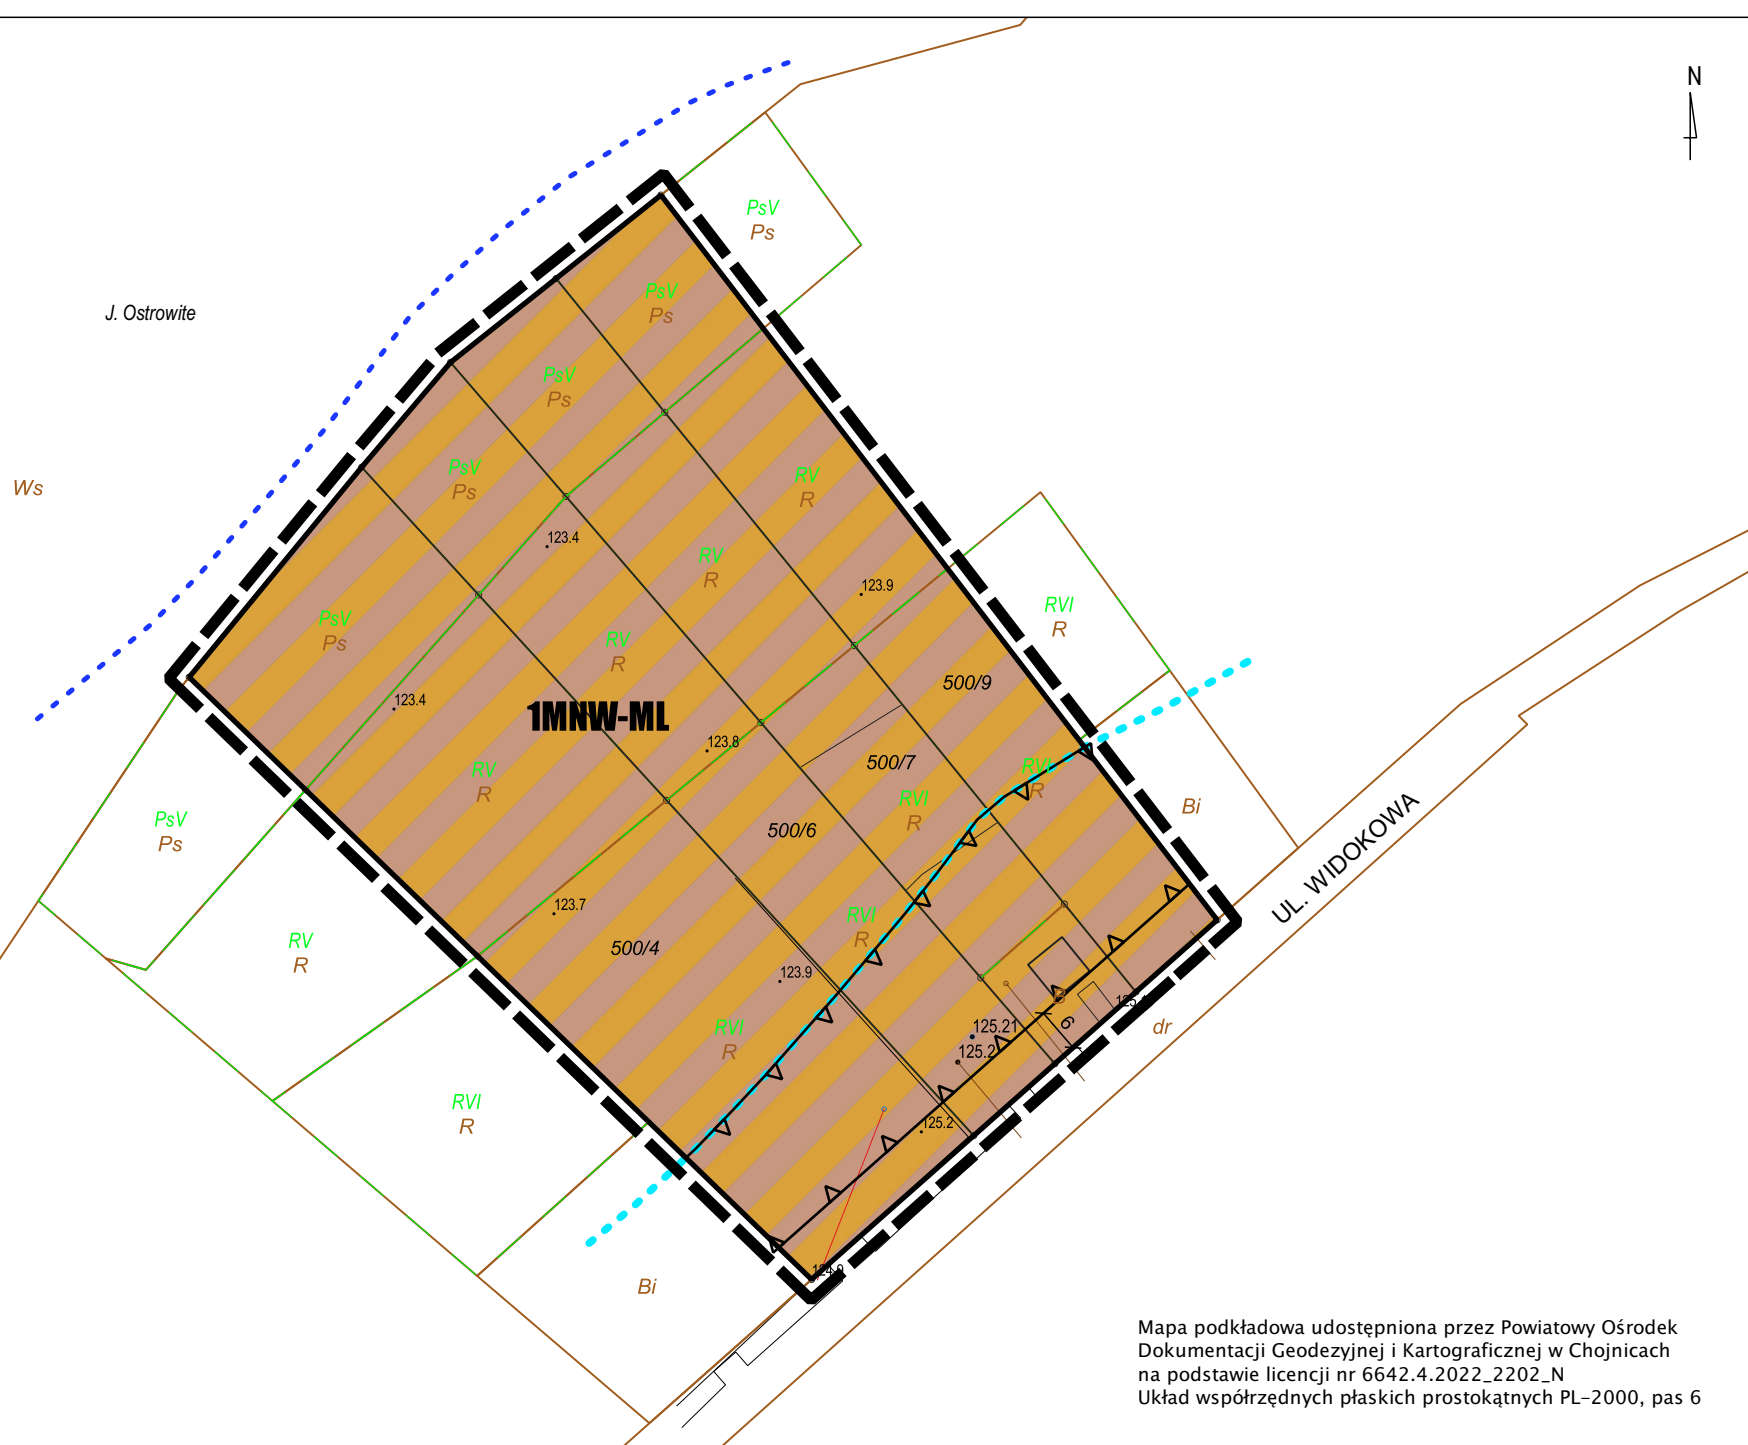 N
PsV
Ps
PsV
Ps
J. Ostrowite
PsV
Ps
PsV
Ps
Ws
RV
R
123.4
RV
R
123.9
PsV
Ps
RV
R
RVI
R
500/9
123.4
1MNW-ML
123.8
500/7
RV
R
RVI
R
RVI
R
Bi
PsV
Ps
500/6
UL. WIDOKOWA
123.7
RVI
R
RV
R
500/4
123.9
RVI
R
125.21
6
dr
125.2
RVI
R
125.2
124.9
Bi
Mapa podkładowa udostępniona przez Powiatowy Ośrodek
Dokumentacji Geodezyjnej i Kartograficznej w Chojnicach
na podstawie licencji nr 6642.4.2022_2202_N
Układ współrzędnych płaskich prostokątnych PL-2000, pas 6